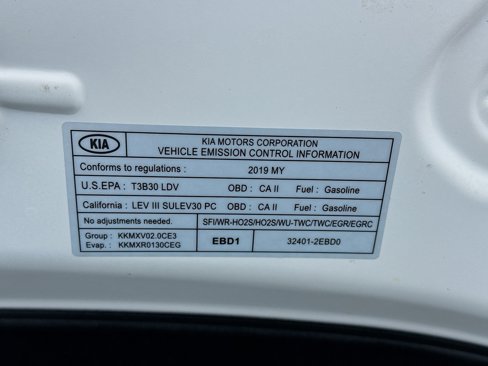 KIA
KIA MOTORS CORPORATION
VEHICLE EMISSION CONTROL INFORMATION
Conforms to regulations : 2019 MY
U.S.EPA : T3B30 LDV OBD : CA II Fuel : Gasoline
California : LEV III SULEV30 PC OBD : CA II Fuel : Gasoline
No adjustments needed. SFI/WR-HO2S/HO2S/WU-TWC/TWC/EGR/EGRC
Group : KKMXV02.0CE3
Evap. : KKMXR0130CEG
EBD1 32401-2EBD0